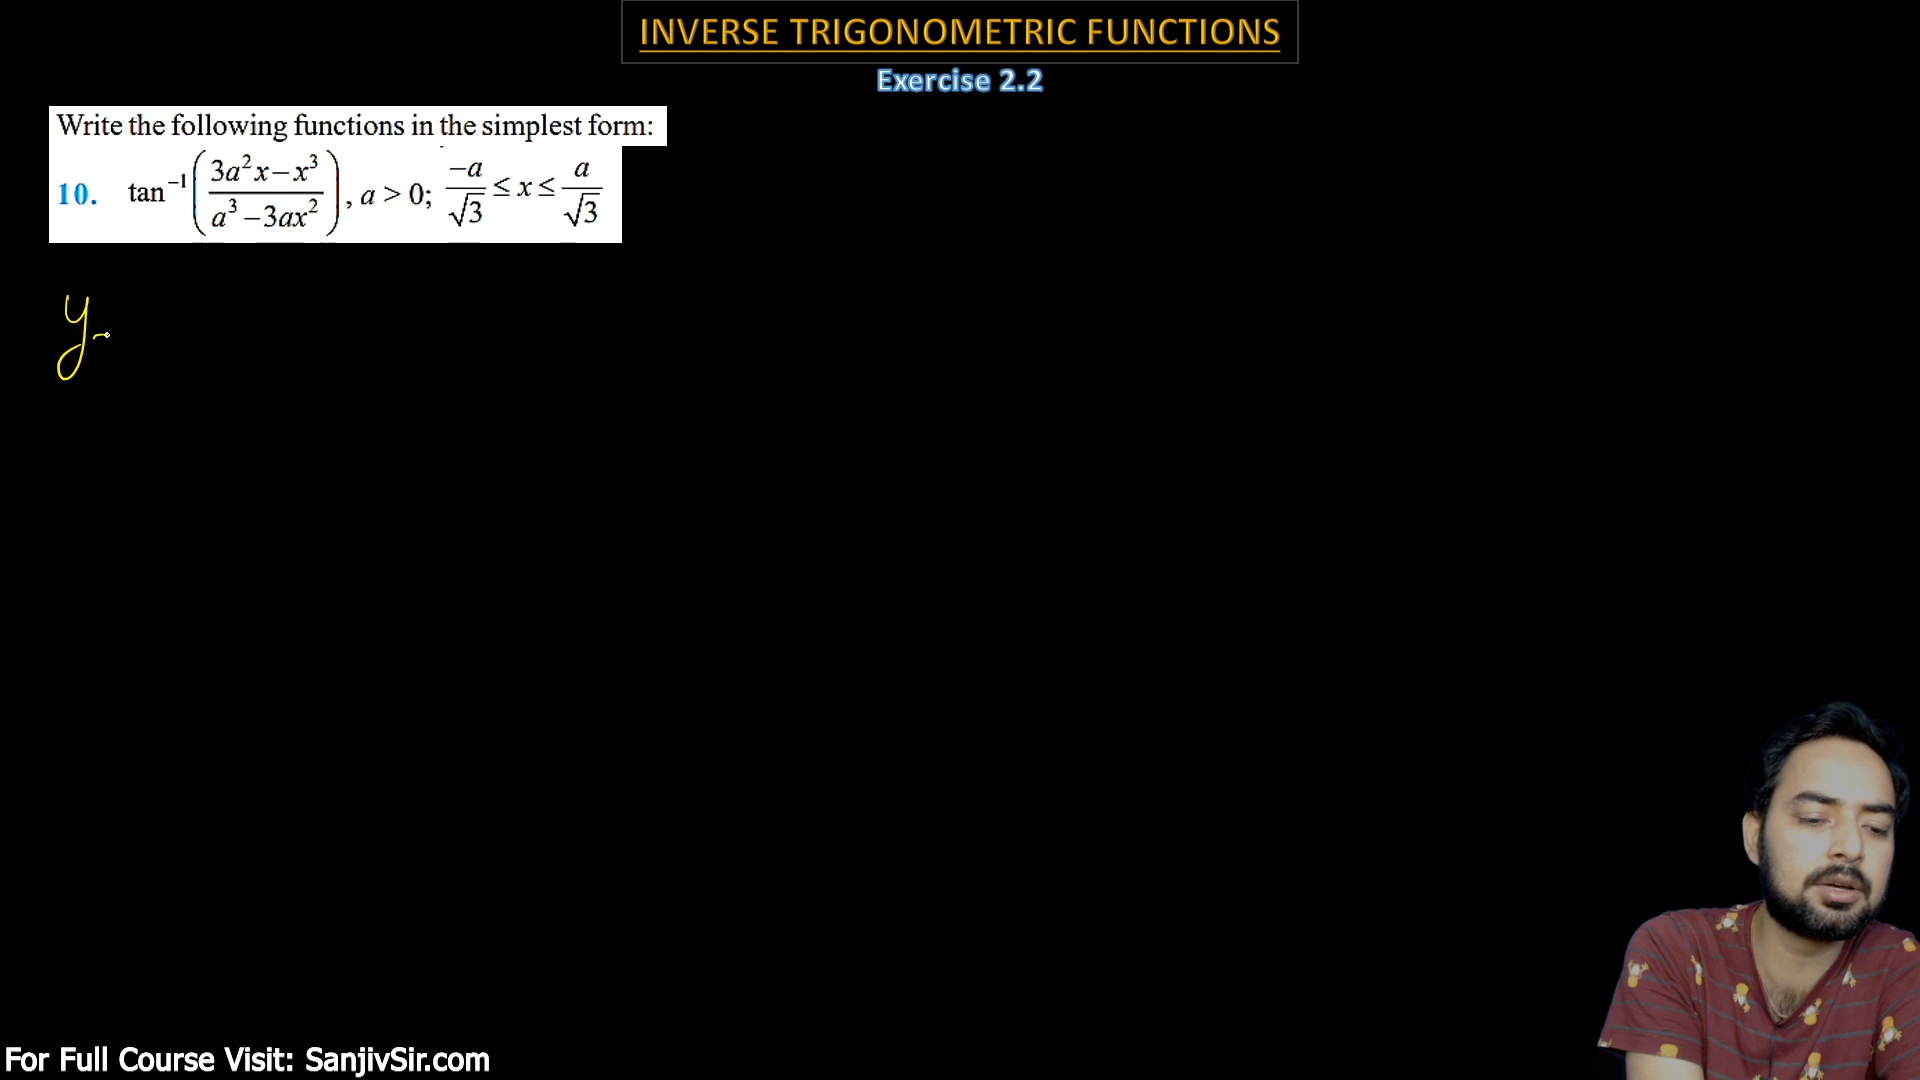 INVERSE TRIGONOMETRIC FUNCTIONS
Exercise 2.2
Write the following functions in the simplest form:
10. tan⁻¹((3a²x−x³)/(a³−3ax²)), a > 0; −a/√3 ≤ x ≤ a/√3
y-
For Full Course Visit: SanjivSir.com